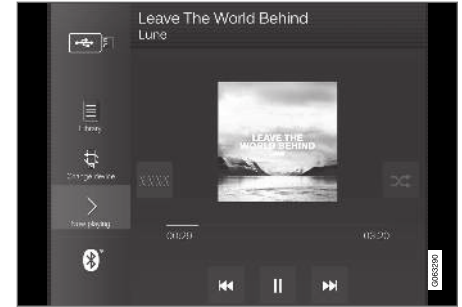 Leave The World Behind
Lune
Library
Change device
Now playing
LEAVE THE
WORLD BEHIND
XXXX
00:29
03:20
G063290